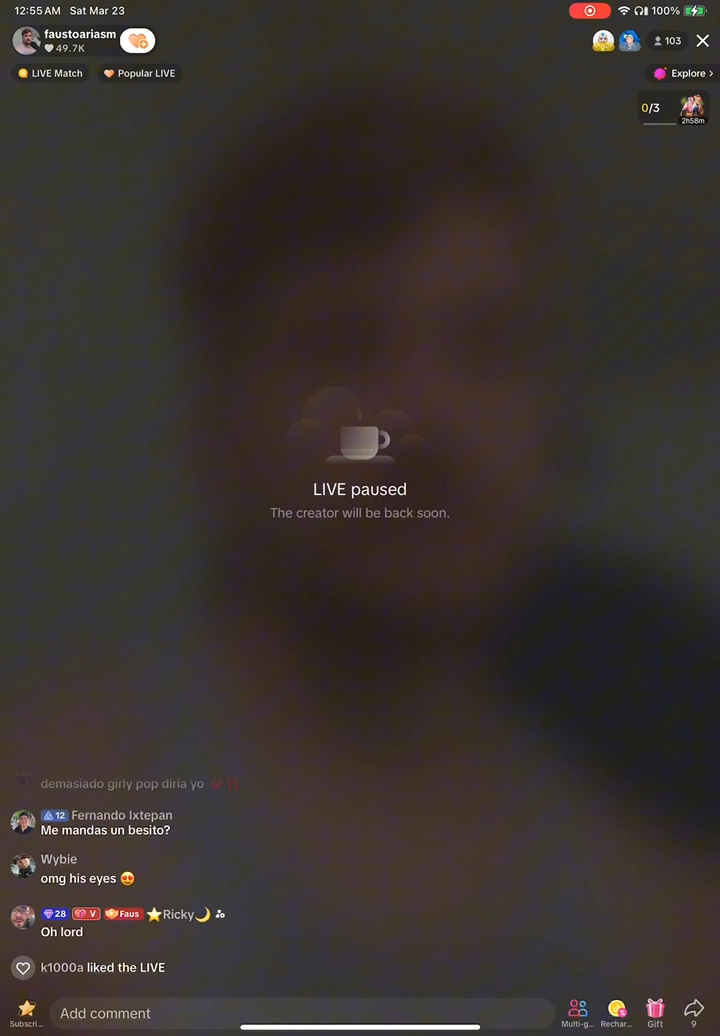 12:55 AM Sat Mar 23
100%
faustoariasm
49.7K
103
LIVE Match
Popular LIVE
Explore >
0/3
2h58m
LIVE paused
The creator will be back soon.
demasiado girly pop diría yo
12 Fernando Ixtepan
Me mandas un besito?
Wybie
omg his eyes 😍
28 V Faus ⭐Ricky🌙
Oh lord
k1000a liked the LIVE
Add comment
Subscri...
Multi-g...
Rechar...
Gift
9